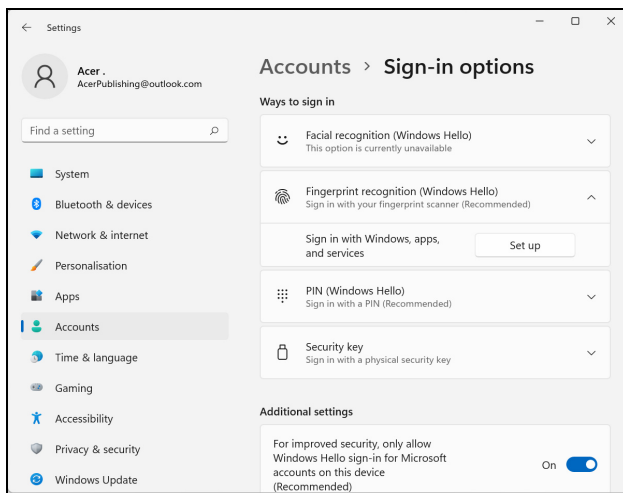 Settings
Acer .
AcerPublishing@outlook.com
Find a setting
System
Bluetooth & devices
Network & internet
Personalisation
Apps
Accounts
Time & language
Gaming
Accessibility
Privacy & security
Windows Update
Accounts > Sign-in options
Ways to sign in
Facial recognition (Windows Hello)
This option is currently unavailable
Fingerprint recognition (Windows Hello)
Sign in with your fingerprint scanner (Recommended)
Sign in with Windows, apps,
and services
Set up
PIN (Windows Hello)
Sign in with a PIN (Recommended)
Security key
Sign in with a physical security key
Additional settings
For improved security, only allow
Windows Hello sign-in for Microsoft
accounts on this device
(Recommended)
On